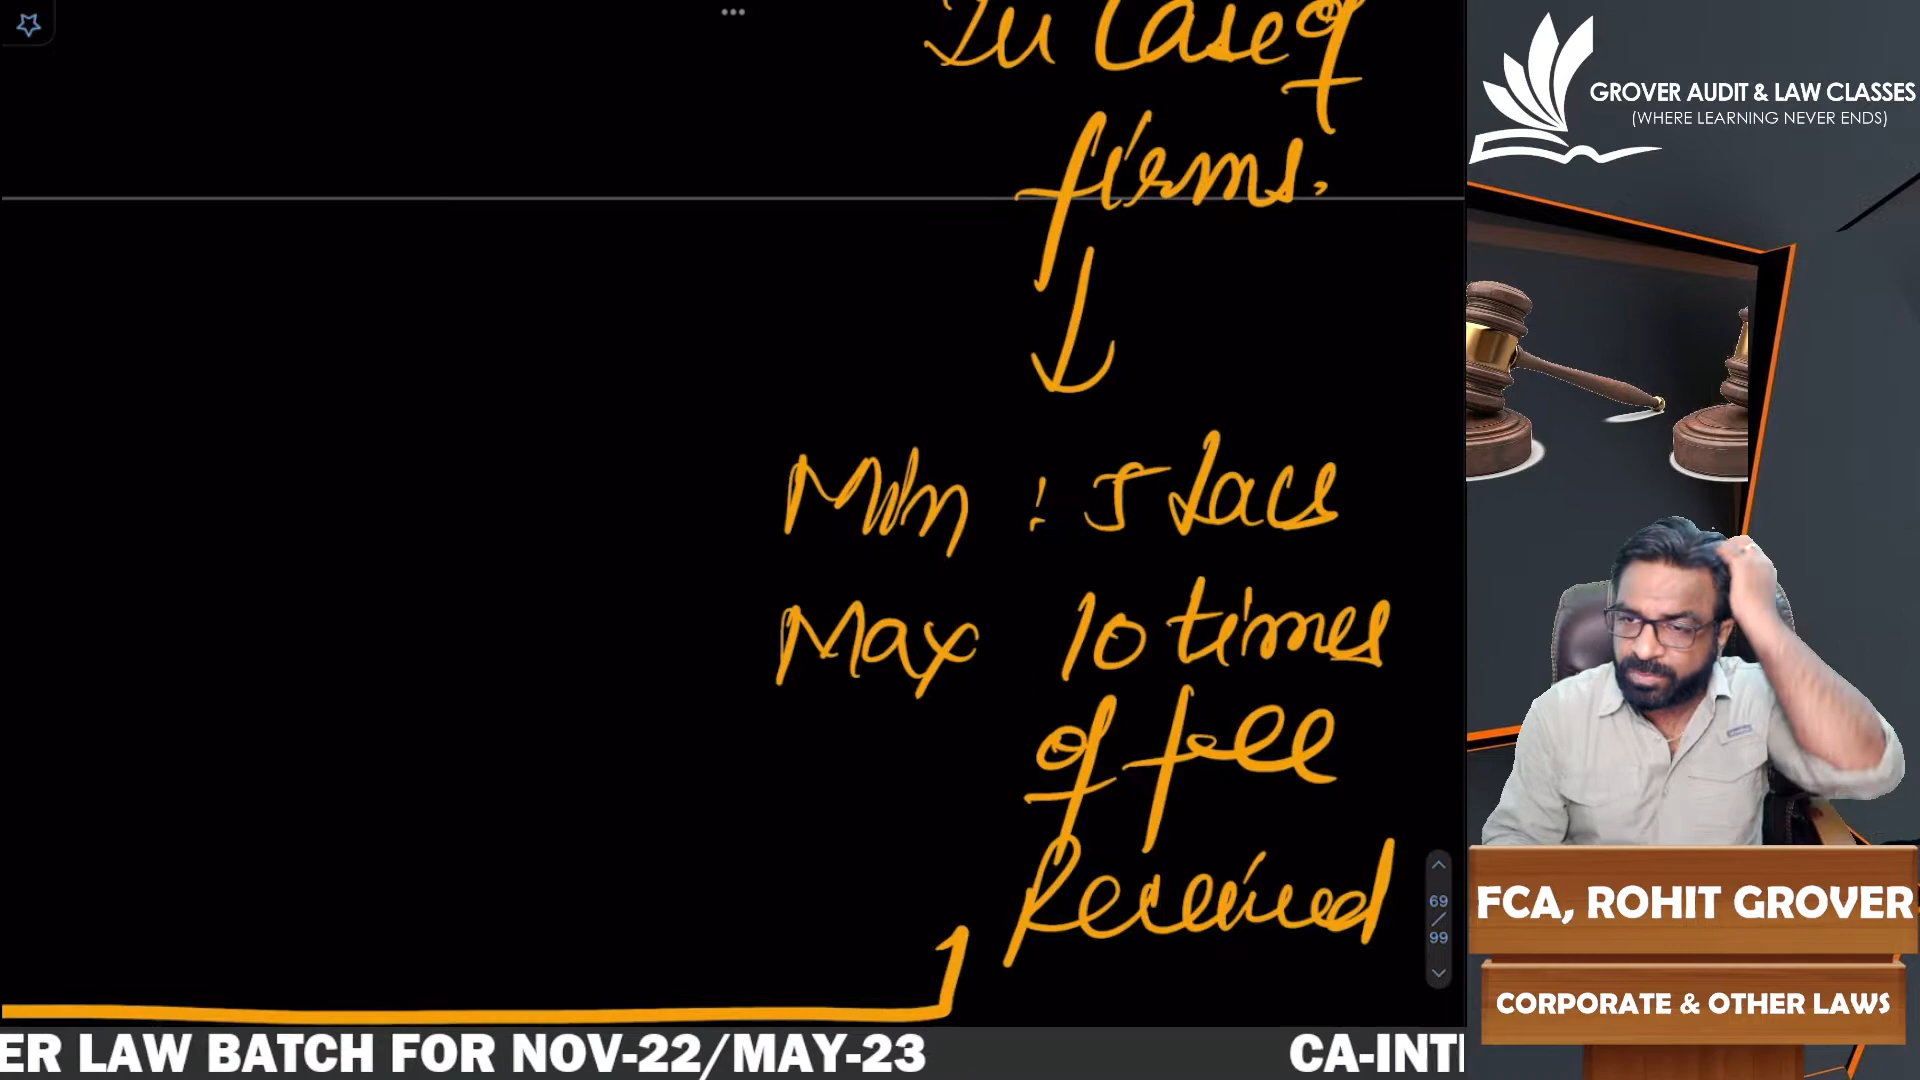 In Case of
firms.
Min : 5 Lacs
Max 10 times
of fee
Received
69
99
GROVER AUDIT & LAW CLASSES
(WHERE LEARNING NEVER ENDS)
FCA, ROHIT GROVER
CORPORATE & OTHER LAWS
ER LAW BATCH FOR NOV-22/MAY-23
CA-INT